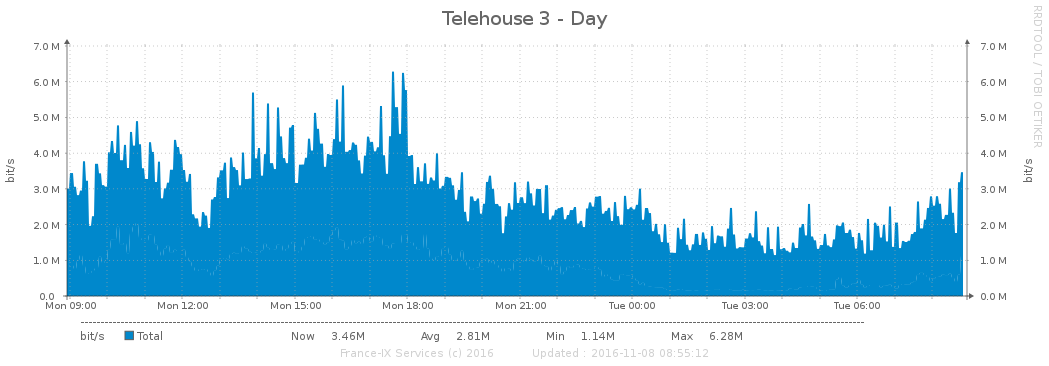 Telehouse 3 - Day
RRDTOOL / TOBI OETIKER
7.0 M 7.0 M
6.0 M 6.0 M
5.0 M 5.0 M
4.0 M 4.0 M
3.0 M 3.0 M
2.0 M 2.0 M
1.0 M 1.0 M
0.0 0.0 M
bit/s bit/s
Mon 09:00 Mon 12:00 Mon 15:00 Mon 18:00 Mon 21:00 Tue 00:00 Tue 03:00 Tue 06:00
bit/s Total Now 3.46M Avg 2.81M Min 1.14M Max 6.28M
France-IX Services (c) 2016 Updated : 2016-11-08 08:55:12